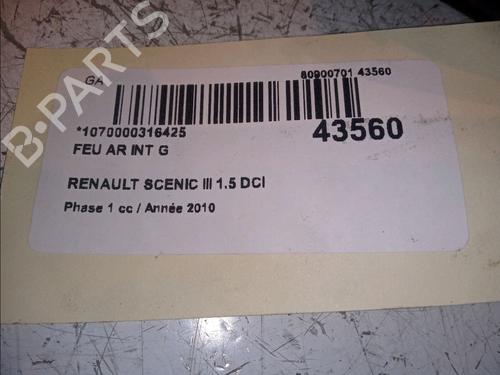 GA
80900701 43560
*1070000316425
43560
FEU AR INT G
RENAULT SCENIC III 1.5 DCI
Phase 1 cc / Année 2010
B-PARTS